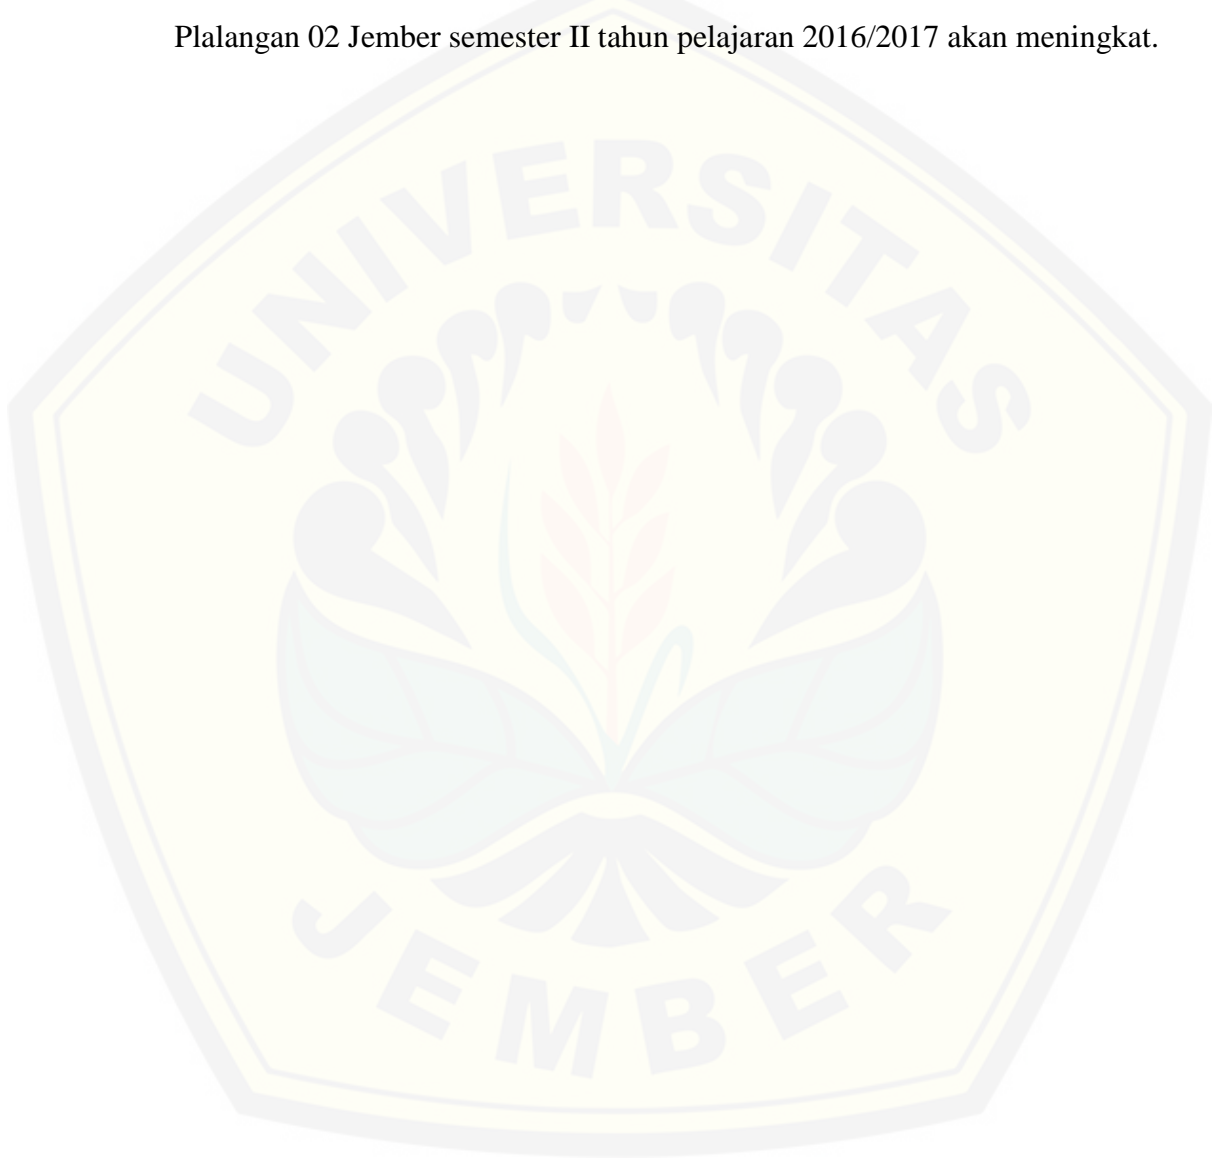 Plalangan 02 Jember semester II tahun pelajaran 2016/2017 akan meningkat.
UNIVERSITAS
JEMBER